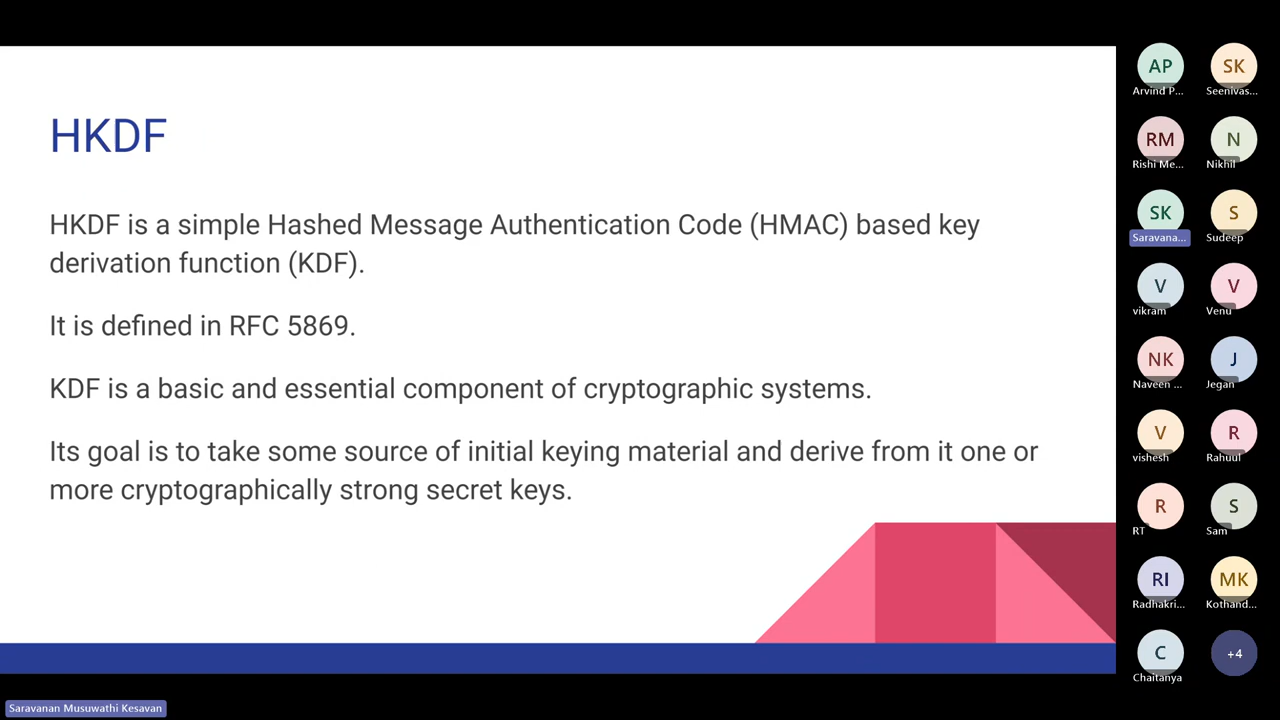 HKDF
HKDF is a simple Hashed Message Authentication Code (HMAC) based key
derivation function (KDF).
It is defined in RFC 5869.
KDF is a basic and essential component of cryptographic systems.
Its goal is to take some source of initial keying material and derive from it one or
more cryptographically strong secret keys.
AP
Arvind P...
SK
Seenivas...
RM
Rishi Me...
N
Nikhil
SK
Saravana...
S
Sudeep
V
vikram
V
Venu
NK
Naveen ...
J
Jegan
V
vishesh
R
Rahuul
R
RT
S
Sam
RI
Radhakri...
MK
Kothand...
C
Chaitanya
+4
Saravanan Musuwathi Kesavan